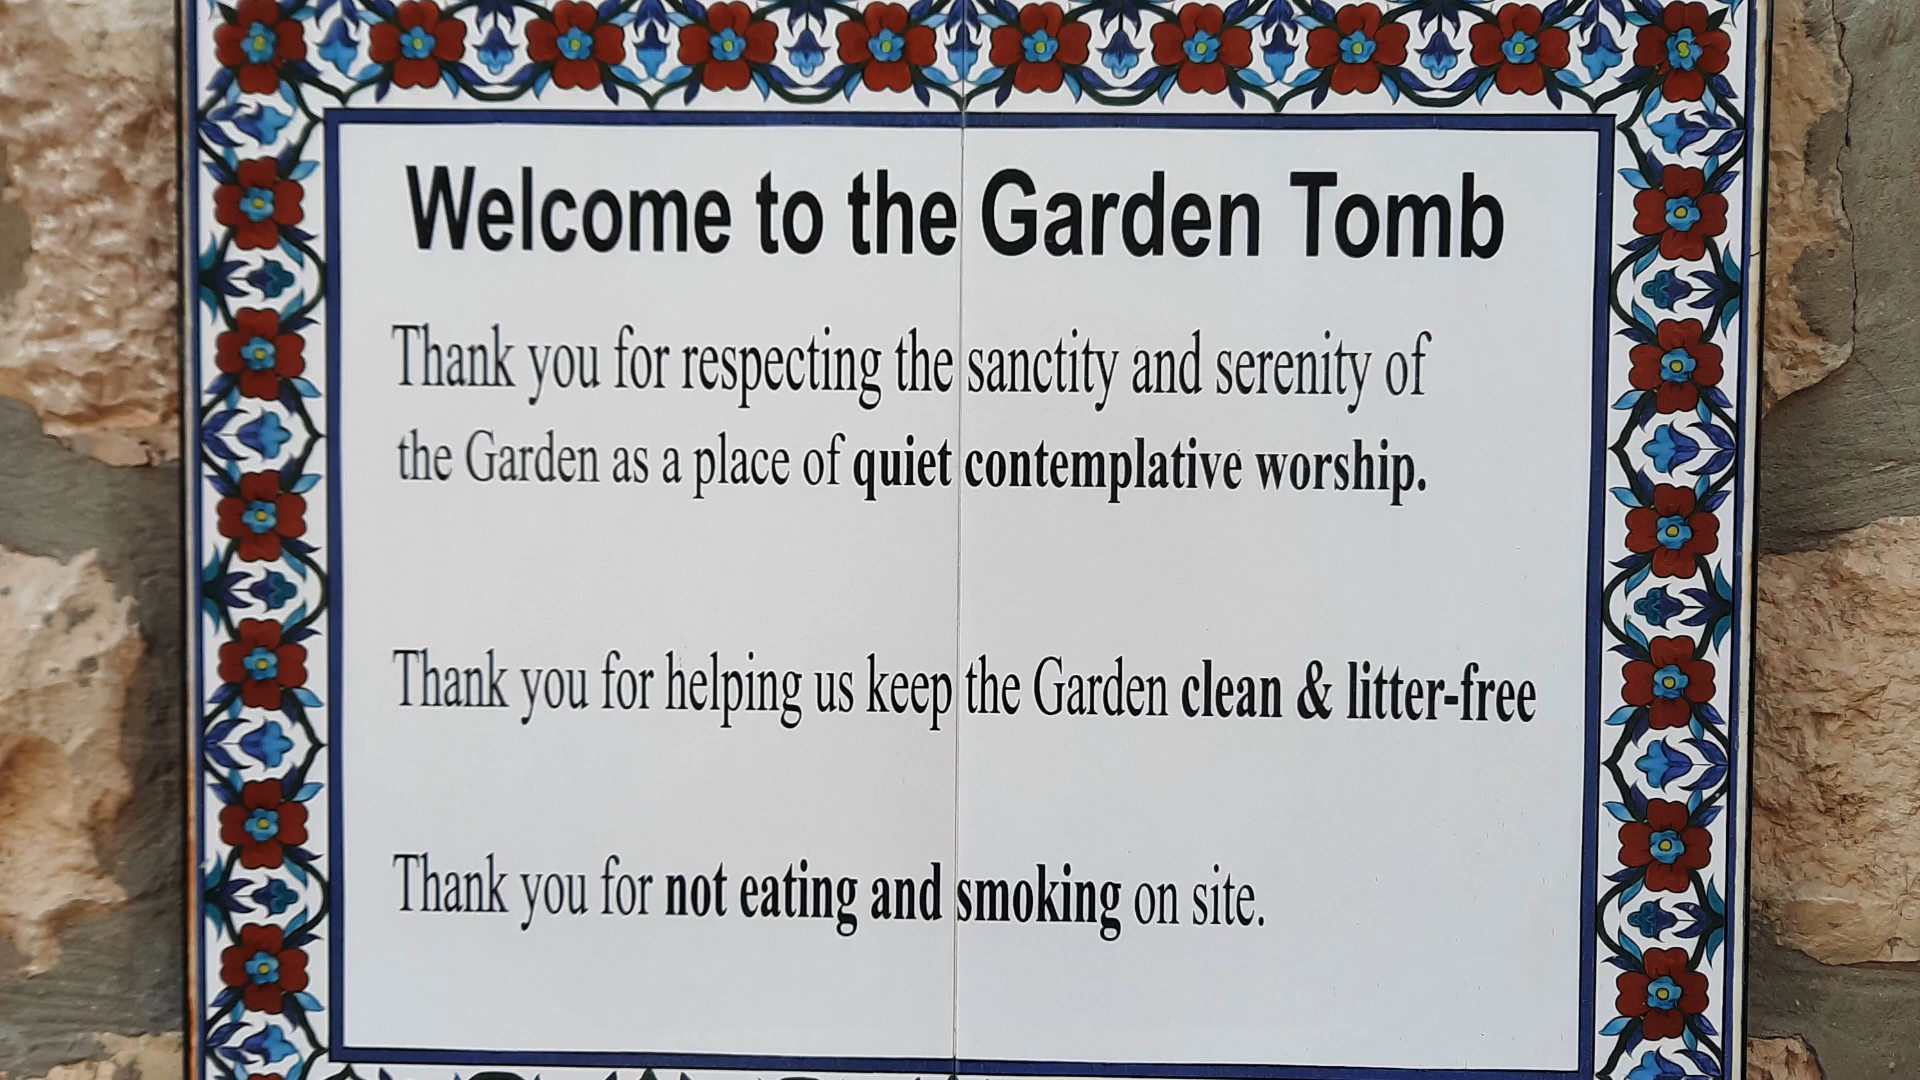 Welcome to the Garden Tomb
Thank you for respecting the sanctity and serenity of
the Garden as a place of quiet contemplative worship.
Thank you for helping us keep the Garden clean & litter-free
Thank you for not eating and smoking on site.